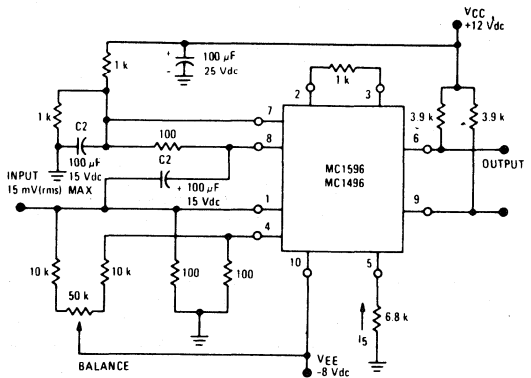 VCC
+12 Vdc
+
-
100 µF
25 Vdc
1 k
1 k
2
3
1 k
7
3.9 k
3.9 k
C2
100
8
6
100 µF
15 Vdc
C2
MC1596
MC1496
OUTPUT
INPUT
15 mV(rms) MAX
+ 100 µF
15 Vdc
1
9
4
10 k
10 k
100
100
10
5
50 k
I5
6.8 k
BALANCE
VEE
-8 Vdc